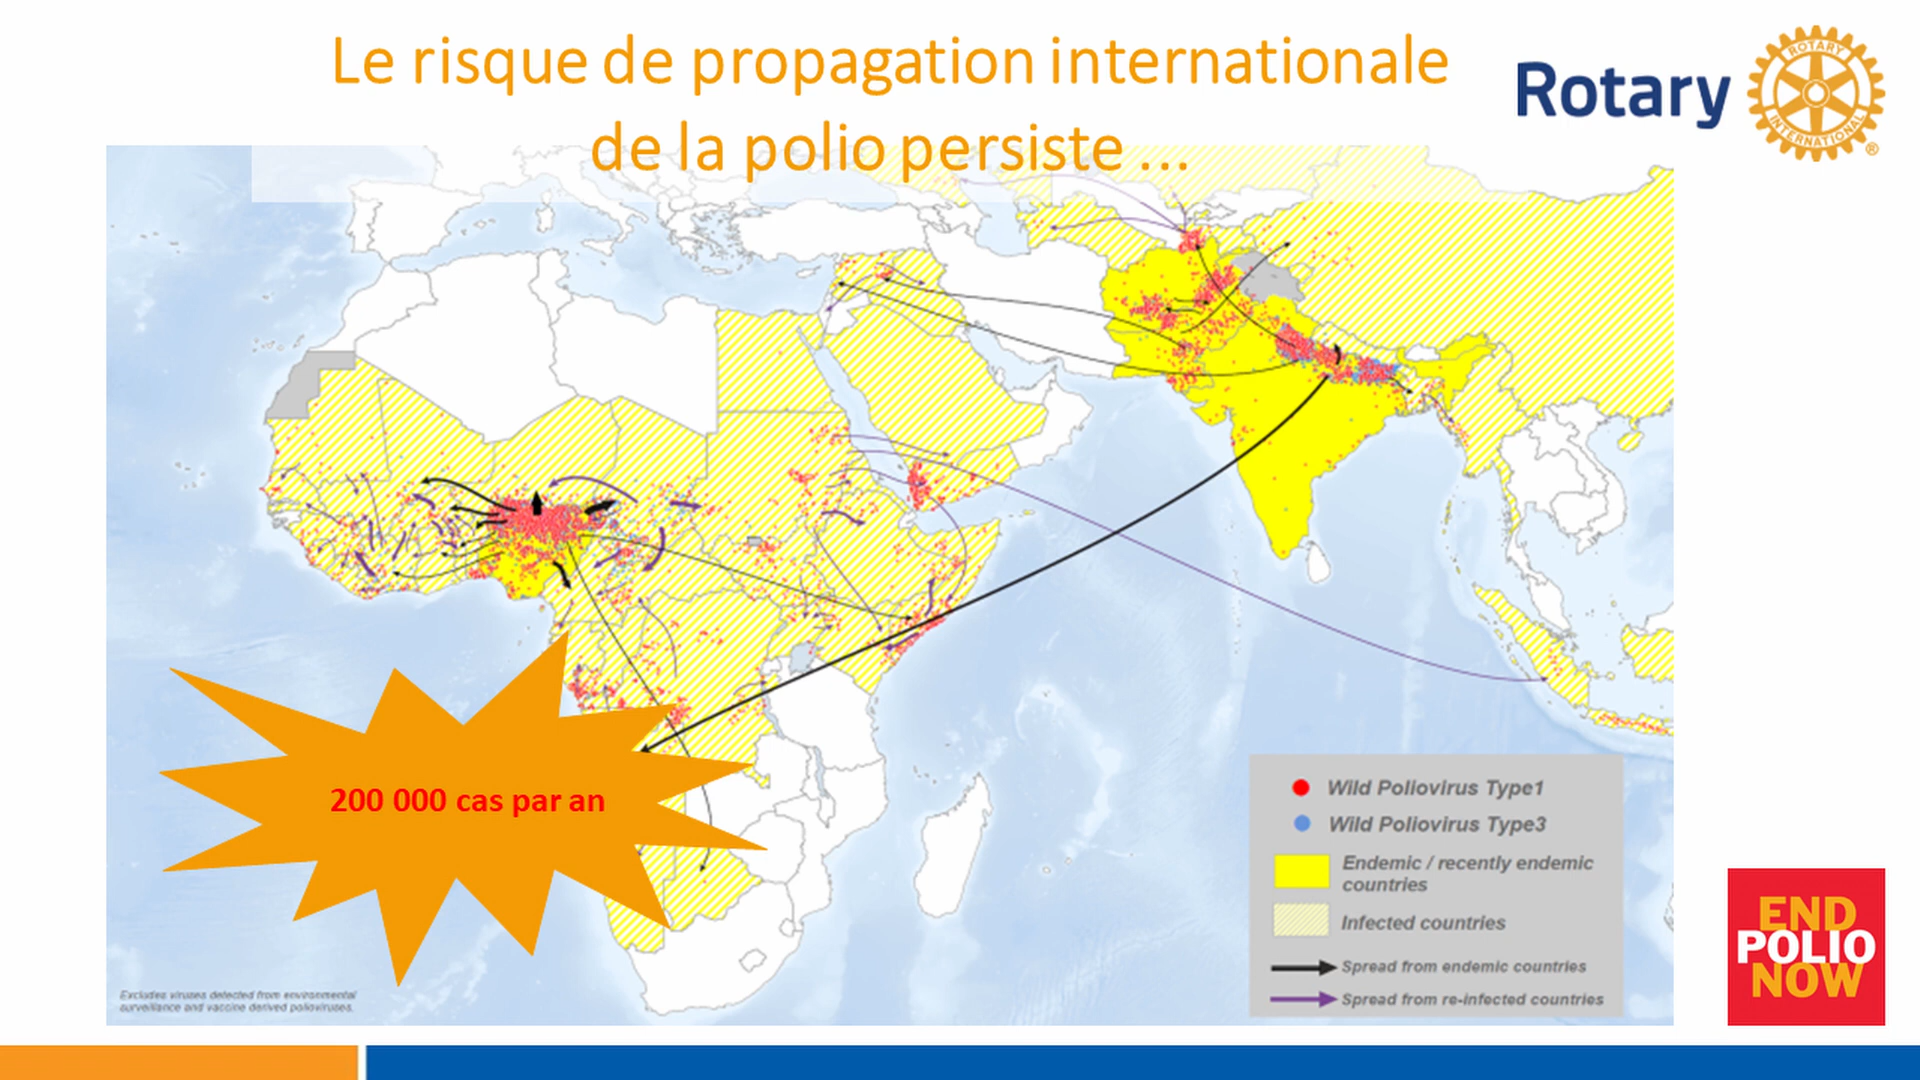 Le risque de propagation internationale
de la polio persiste ...
Rotary
ROTARY
INTERNATIONAL
®
200 000 cas par an
Wild Poliovirus Type1
Wild Poliovirus Type3
Endemic / recently endemic
countries
Infected countries
Spread from endemic countries
Spread from re-infected countries
Excludes viruses detected from environmental
surveillance and vaccine derived polioviruses.
END
POLIO
NOW